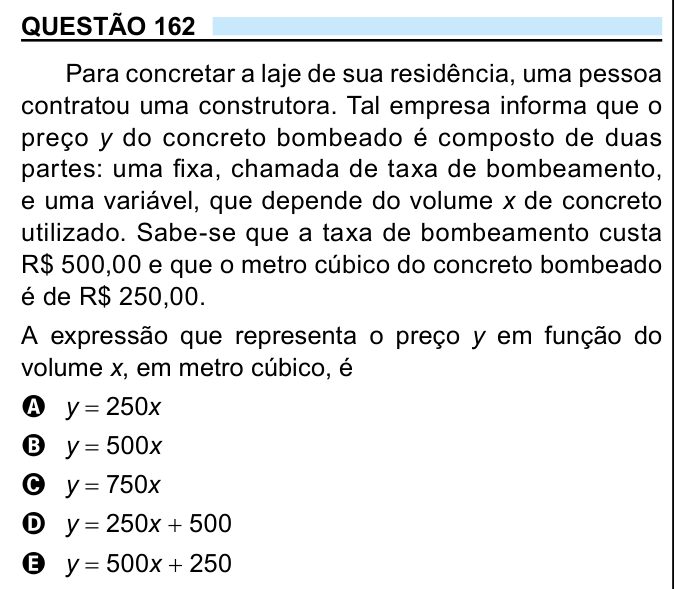 QUESTÃO 162
Para concretar a laje de sua residência, uma pessoa
contratou uma construtora. Tal empresa informa que o
preço y do concreto bombeado é composto de duas
partes: uma fixa, chamada de taxa de bombeamento,
e uma variável, que depende do volume x de concreto
utilizado. Sabe-se que a taxa de bombeamento custa
R$ 500,00 e que o metro cúbico do concreto bombeado
é de R$ 250,00.
A expressão que representa o preço y em função do
volume x, em metro cúbico, é
A y = 250x
B y = 500x
C y = 750x
D y = 250x + 500
E y = 500x + 250